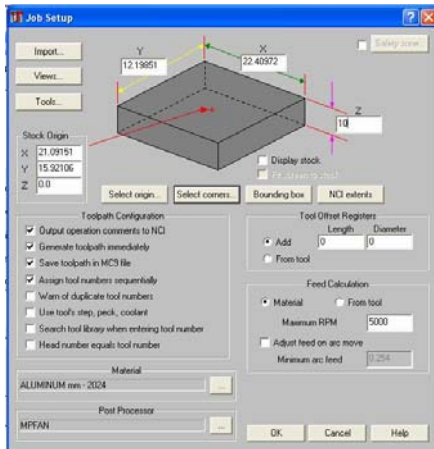 Job Setup
Import...
Views...
Tools...
Y
12.19851
X
22.40972
Safety zone
Z
10
Stock Origin
X 21.09151
Y 15.92106
Z 0.0
Display stock
Fit screen to stock
Select origin...
Select corners...
Bounding box
NCI extents
Toolpath Configuration
Output operation comments to NCI
Generate toolpath immediately
Save toolpath in MC9 file
Assign tool numbers sequentially
Warn of duplicate tool numbers
Use tool's step, peck, coolant
Search tool library when entering tool number
Head number equals tool number
Tool Offset Registers
Length Diameter
Add 0 0
From tool
Feed Calculation
Material From tool
Maximum RPM 5000
Adjust feed on arc move
Minimum arc feed 0.254
Material
ALUMINUM mm - 2024 ...
Post Processor
MPFAN ...
OK
Cancel
Help